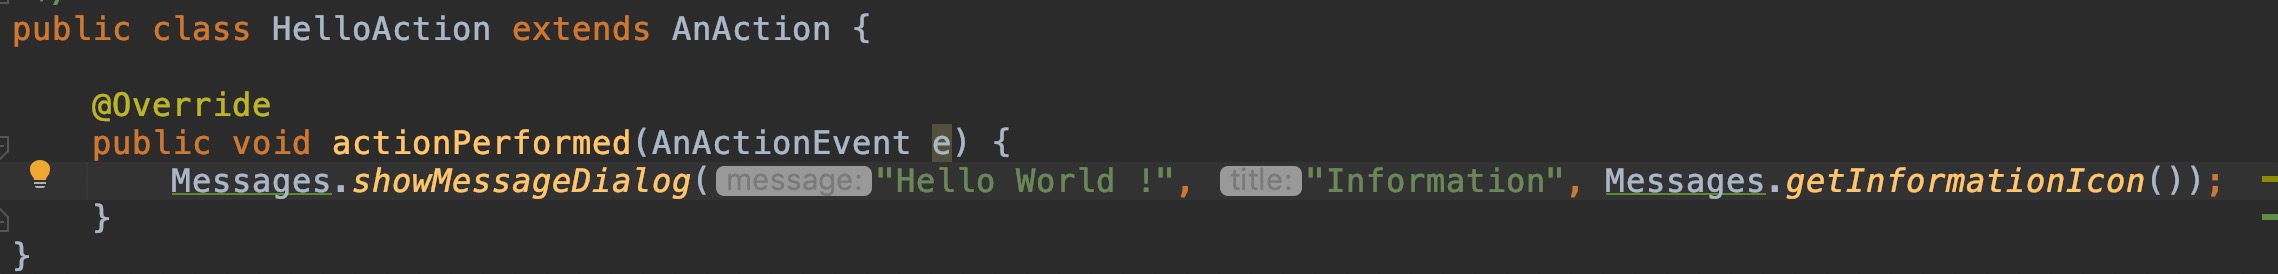 */
public class HelloAction extends AnAction {
@Override
public void actionPerformed(AnActionEvent e) {
Messages.showMessageDialog( message: "Hello World !", title: "Information", Messages.getInformationIcon());
}
}